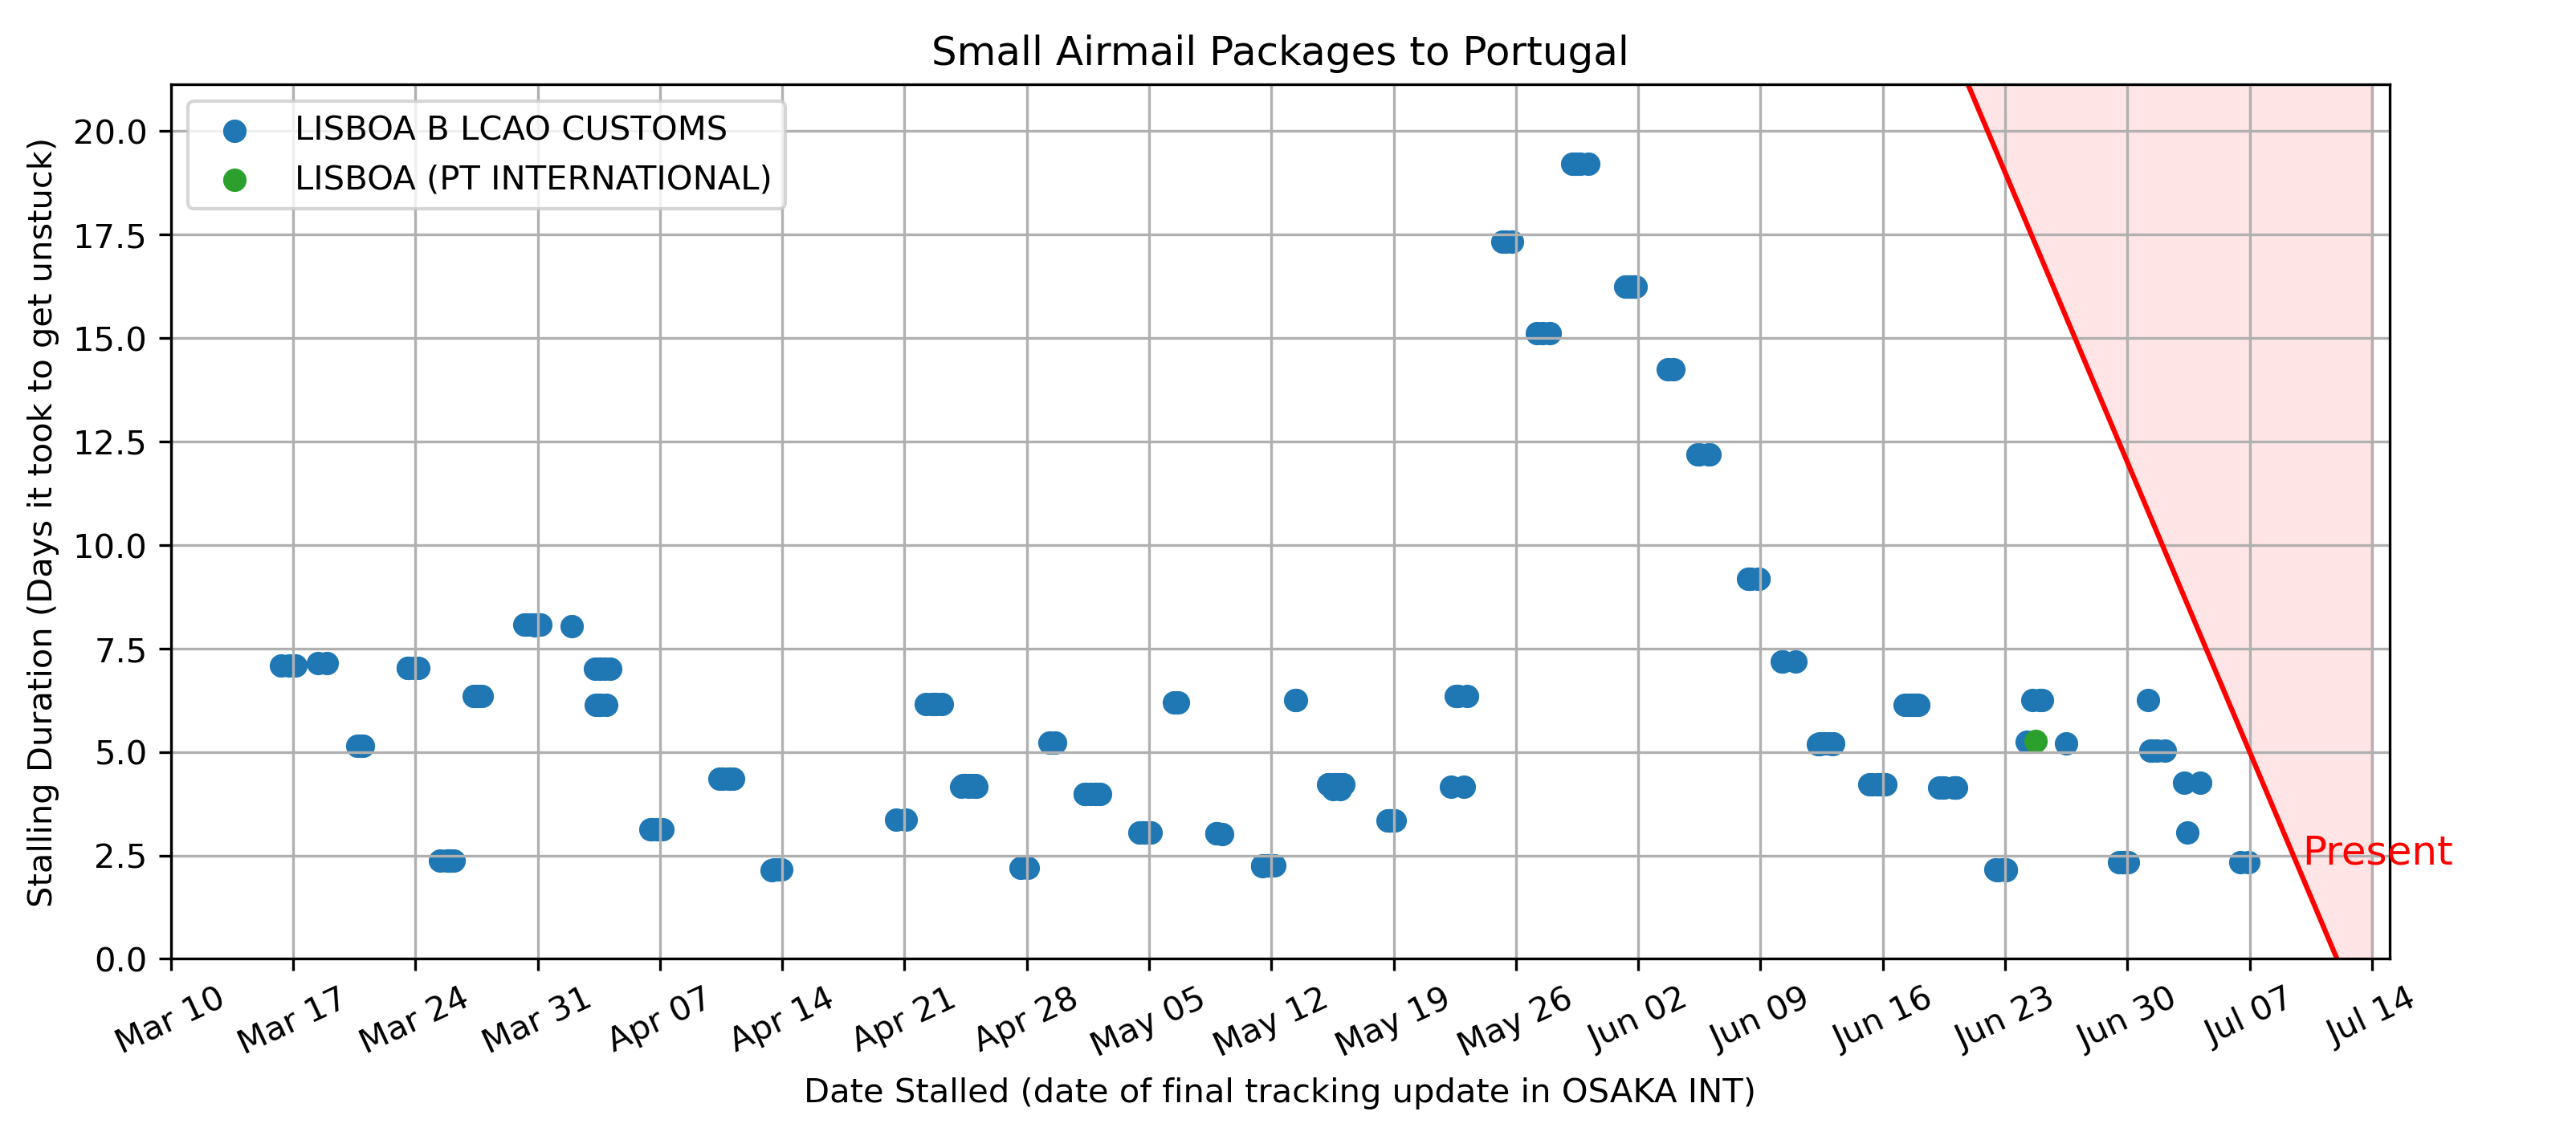 Small Airmail Packages to Portugal
LISBOA B LCAO CUSTOMS
LISBOA (PT INTERNATIONAL)
Stalling Duration (Days it took to get unstuck)
20.0
17.5
15.0
12.5
10.0
7.5
5.0
2.5
0.0
Present
Mar 10
Mar 17
Mar 24
Mar 31
Apr 07
Apr 14
Apr 21
Apr 28
May 05
May 12
May 19
May 26
Jun 02
Jun 09
Jun 16
Jun 23
Jun 30
Jul 07
Jul 14
Date Stalled (date of final tracking update in OSAKA INT)